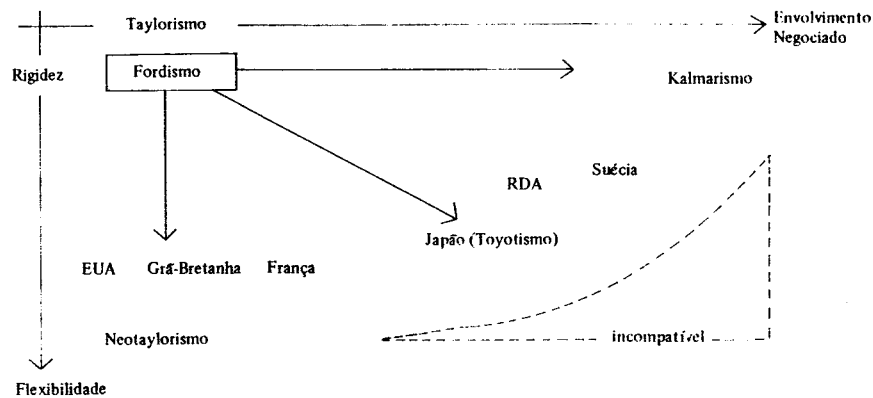 Taylorismo
Envolvimento
Negociado
Rigidez
Fordismo
Kalmarismo
RDA
Suécia
Japão (Toyotismo)
EUA
Grã-Bretanha
França
Neotaylorismo
incompatível
Flexibilidade